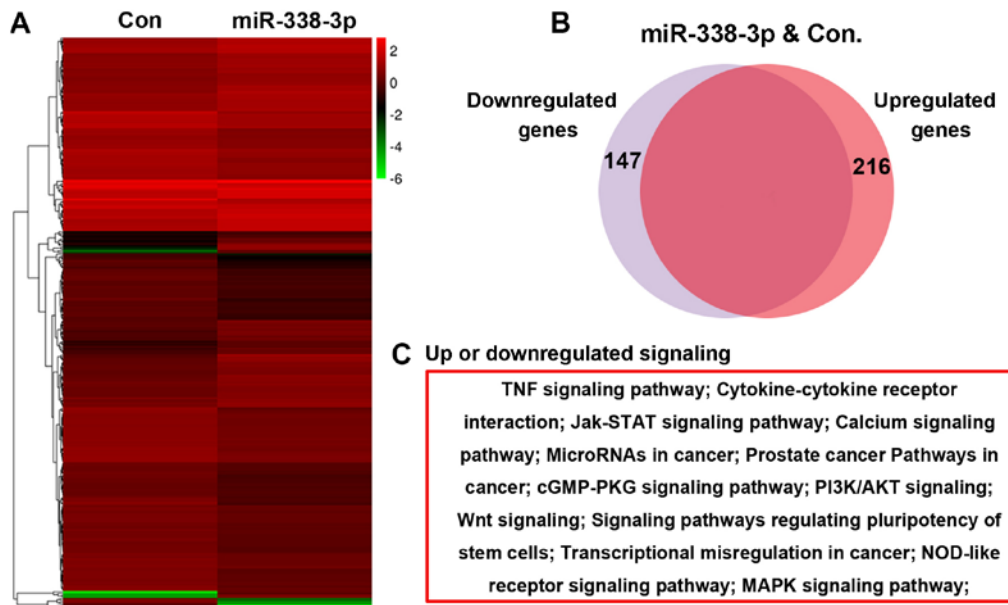 A
Con
miR-338-3p
2
0
-2
-4
-6
B
miR-338-3p & Con.
Downregulated
genes
Upregulated
genes
147
216
C Up or downregulated signaling
TNF signaling pathway; Cytokine-cytokine receptor
interaction; Jak-STAT signaling pathway; Calcium signaling
pathway; MicroRNAs in cancer; Prostate cancer Pathways in
cancer; cGMP-PKG signaling pathway; PI3K/AKT signaling;
Wnt signaling; Signaling pathways regulating pluripotency of
stem cells; Transcriptional misregulation in cancer; NOD-like
receptor signaling pathway; MAPK signaling pathway;